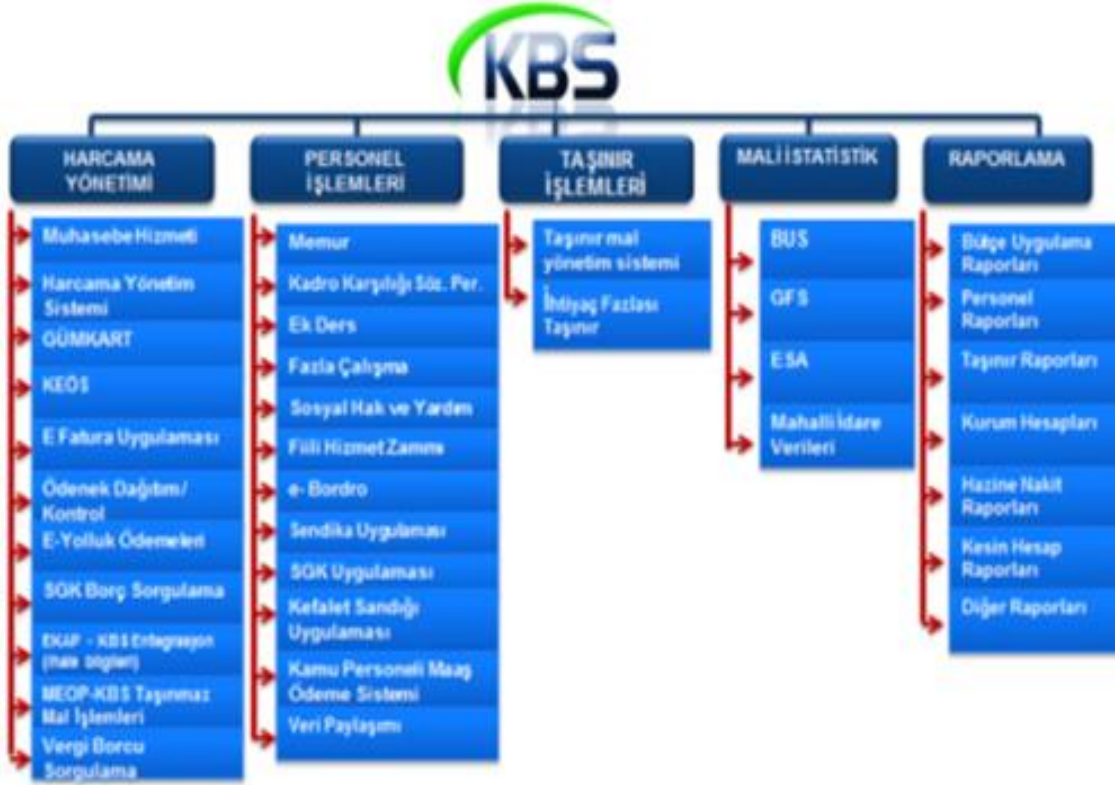 KBS
HARCAMA
YÖNETİMİ
Muhasebe Hizmeti
Harcama Yönetim
Sistemi
GÜMKART
KEÖS
E Fatura Uygulaması
Ödenek Dağıtım/
Kontrol
E-Yolluk Ödemeleri
SGK Borç Sorgulama
EKAP - KBS Entegrasyon
(İhale bilgileri)
MEOP-KBS Taşınmaz
Mal İşlemleri
Vergi Borcu
Sorgulama
PERSONEL
İŞLEMLERİ
Memur
Kadro Karşılığı Söz. Per.
Ek Ders
Fazla Çalışma
Sosyal Hak ve Yardım
Fiili Hizmet Zammı
e- Bordro
Sendika Uygulaması
SGK Uygulaması
Kefalet Sandığı
Uygulaması
Kamu Personeli Maaş
Ödeme Sistemi
Veri Paylaşımı
TAŞINIR
İŞLEMLERİ
Taşınır mal
yönetim sistemi
İhtiyaç Fazlası
Taşınır
MALİ İSTATİSTİK
BUS
GFS
ESA
Mahalli İdare
Verileri
RAPORLAMA
Bütçe Uygulama
Raporları
Personel
Raporları
Taşınır Raporları
Kurum Hesapları
Hazine Nakit
Raporları
Kesin Hesap
Raporları
Diğer Raporları